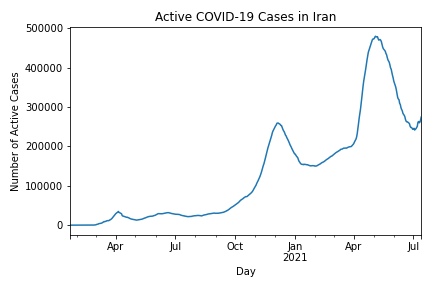 Active COVID-19 Cases in Iran
500000
400000
300000
200000
100000
0
Number of Active Cases
Apr Jul Oct Jan Apr Jul
2021
Day